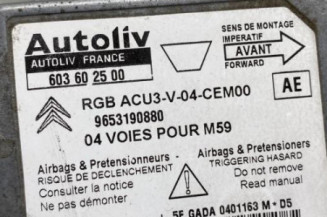 Autoliv
AUTOLIV FRANCE
603 60 25 00
SENS DE MONTAGE
IMPERATIF
AVANT
FORWARD
AE
RGB ACU3-V-04-CEM00
9653190880
04 VOIES POUR M59
Airbags & Pretensionneurs -
RISQUE DE DECLENCHEMENT
Consulter la notice
Ne pas démonter
Airbags & Pretensioners
TRIGGERING HASARD
Do not remove
Read manual
5F GADA 0401163 M • D5